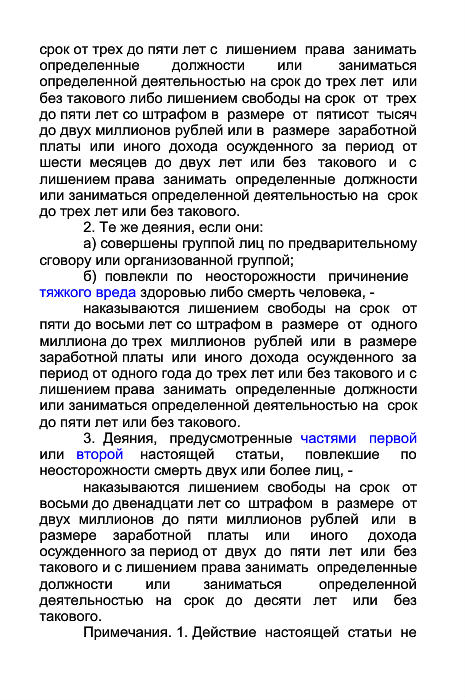 срок от трех до пяти лет с лишением права занимать
определенные должности или заниматься
определенной деятельностью на срок до трех лет или
без такового либо лишением свободы на срок от трех
до пяти лет со штрафом в размере от пятисот тысяч
до двух миллионов рублей или в размере заработной
платы или иного дохода осужденного за период от
шести месяцев до двух лет или без такового и с
лишением права занимать определенные должности
или заниматься определенной деятельностью на срок
до трех лет или без такового.
2. Те же деяния, если они:
а) совершены группой лиц по предварительному
сговору или организованной группой;
б) повлекли по неосторожности причинение
тяжкого вреда здоровью либо смерть человека, -
наказываются лишением свободы на срок от
пяти до восьми лет со штрафом в размере от одного
миллиона до трех миллионов рублей или в размере
заработной платы или иного дохода осужденного за
период от одного года до трех лет или без такового и с
лишением права занимать определенные должности
или заниматься определенной деятельностью на срок
до пяти лет или без такового.
3. Деяния, предусмотренные частями первой
или второй настоящей статьи, повлекшие по
неосторожности смерть двух или более лиц, -
наказываются лишением свободы на срок от
восьми до двенадцати лет со штрафом в размере от
двух миллионов до пяти миллионов рублей или в
размере заработной платы или иного дохода
осужденного за период от двух до пяти лет или без
такового и с лишением права занимать определенные
должности или заниматься определенной
деятельностью на срок до десяти лет или без
такового.
Примечания. 1. Действие настоящей статьи не